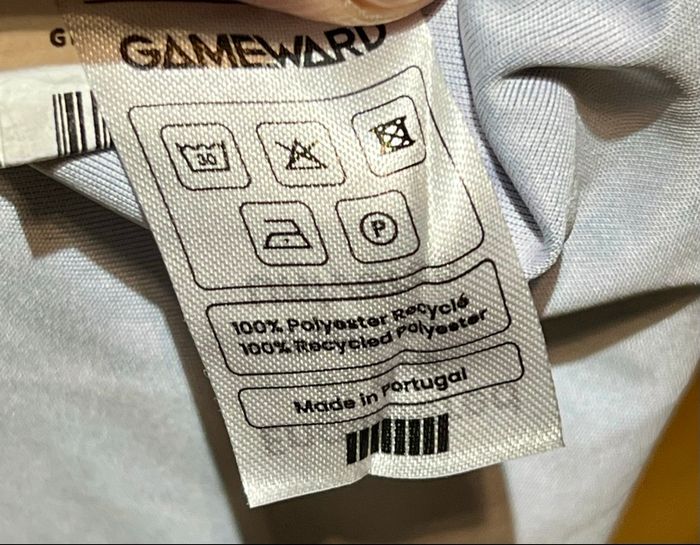 GAMEWARD
30
P
100% Polyester Recyclé
100% Recycled Polyester
Made in Portugal